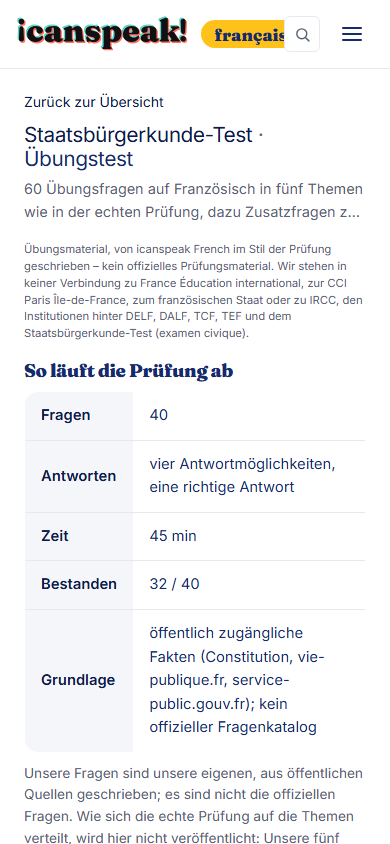 icanspeak!
français
Zurück zur Übersicht
Staatsbürgerkunde-Test ·
Übungstest
60 Übungsfragen auf Französisch in fünf Themen
wie in der echten Prüfung, dazu Zusatzfragen z…
Übungsmaterial, von icanspeak French im Stil der Prüfung
geschrieben – kein offizielles Prüfungsmaterial. Wir stehen in
keiner Verbindung zu France Éducation international, zur CCI
Paris Île-de-France, zum französischen Staat oder zu IRCC, den
Institutionen hinter DELF, DALF, TCF, TEF und dem
Staatsbürgerkunde-Test (examen civique).
So läuft die Prüfung ab
Fragen
40
Antworten
vier Antwortmöglichkeiten,
eine richtige Antwort
Zeit
45 min
Bestanden
32 / 40
Grundlage
öffentlich zugängliche
Fakten (Constitution, vie-
publique.fr, service-
public.gouv.fr); kein
offizieller Fragenkatalog
Unsere Fragen sind unsere eigenen, aus öffentlichen
Quellen geschrieben; es sind nicht die offiziellen
Fragen. Wie sich die echte Prüfung auf die Themen
verteilt, wird hier nicht veröffentlicht: Unsere fünf